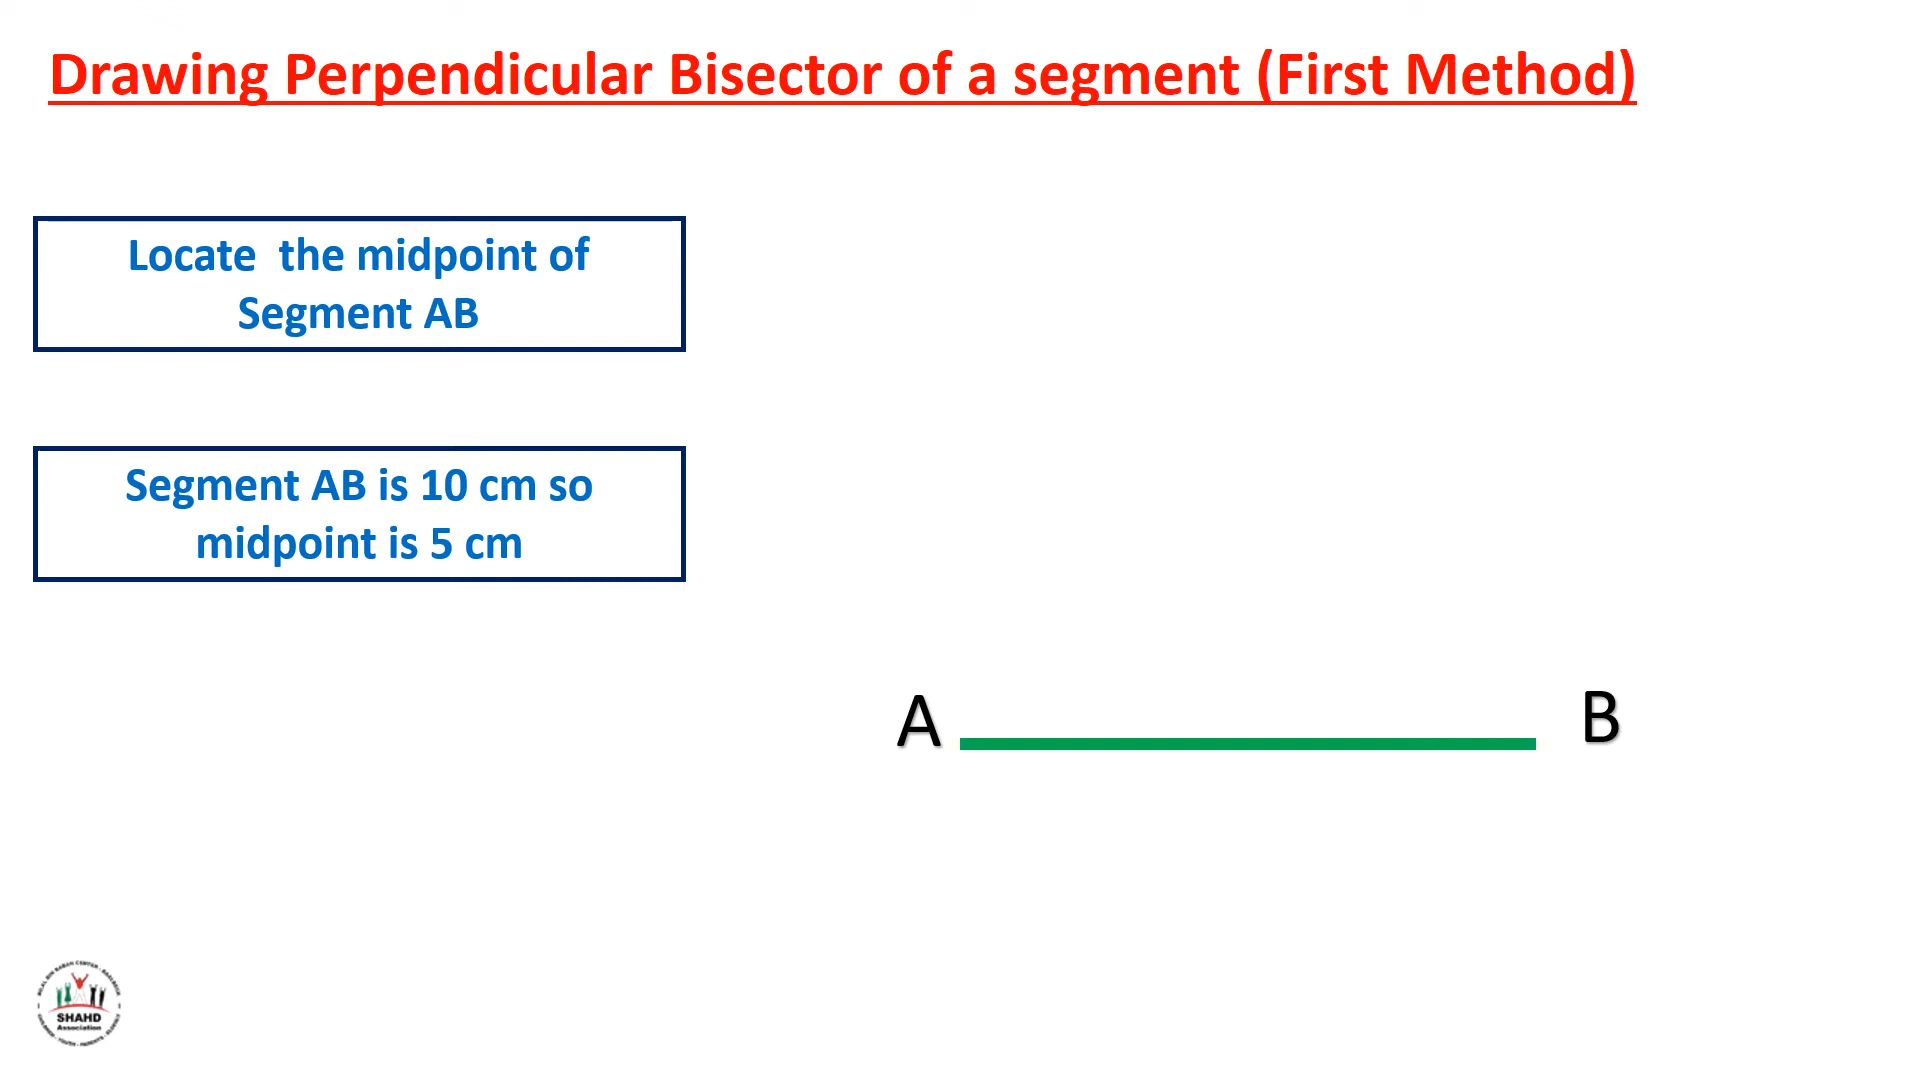 Drawing Perpendicular Bisector of a segment (First Method)
Locate the midpoint of
Segment AB
Segment AB is 10 cm so
midpoint is 5 cm
A
B
SHAHD
Association